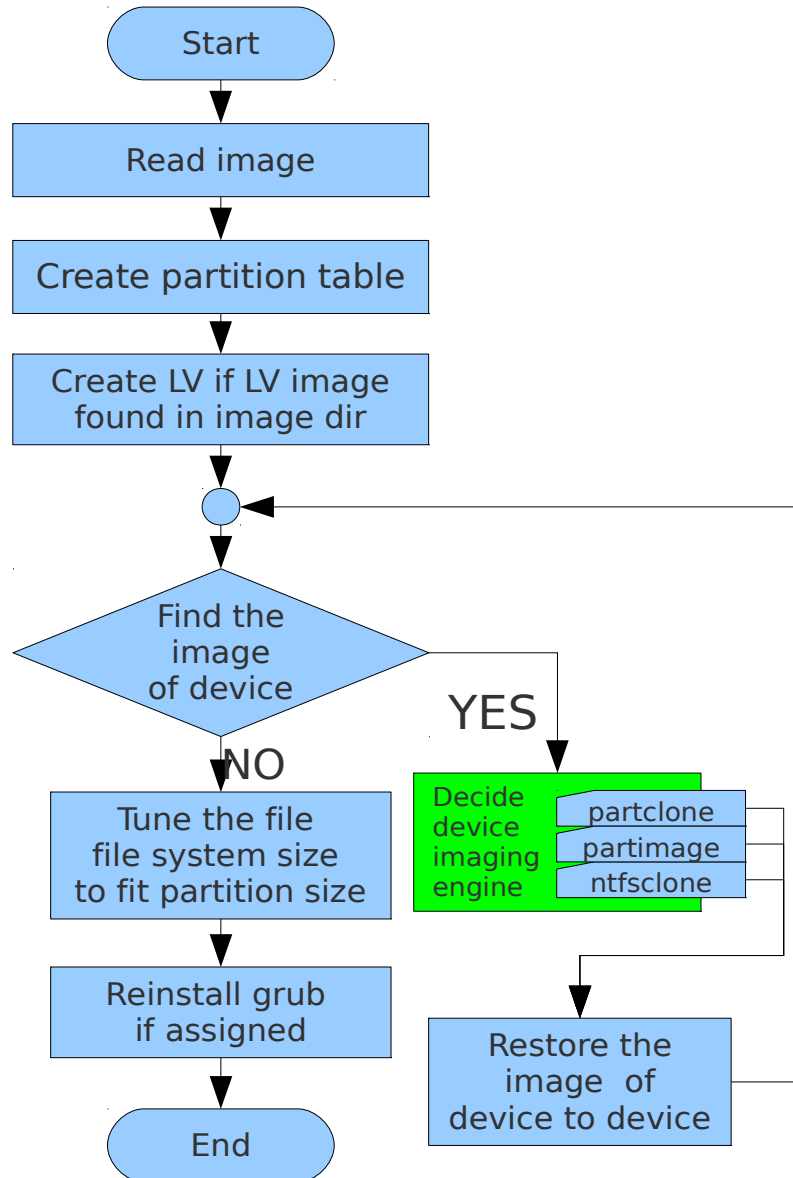 Start
Read image
Create partition table
Create LV if LV image
found in image dir
Find the
image
of device
YES
NO
Tune the file
file system size
to fit partition size
Decide
device
imaging
engine
partclone
partimage
ntfsclone
Reinstall grub
if assigned
Restore the
image of
device to device
End